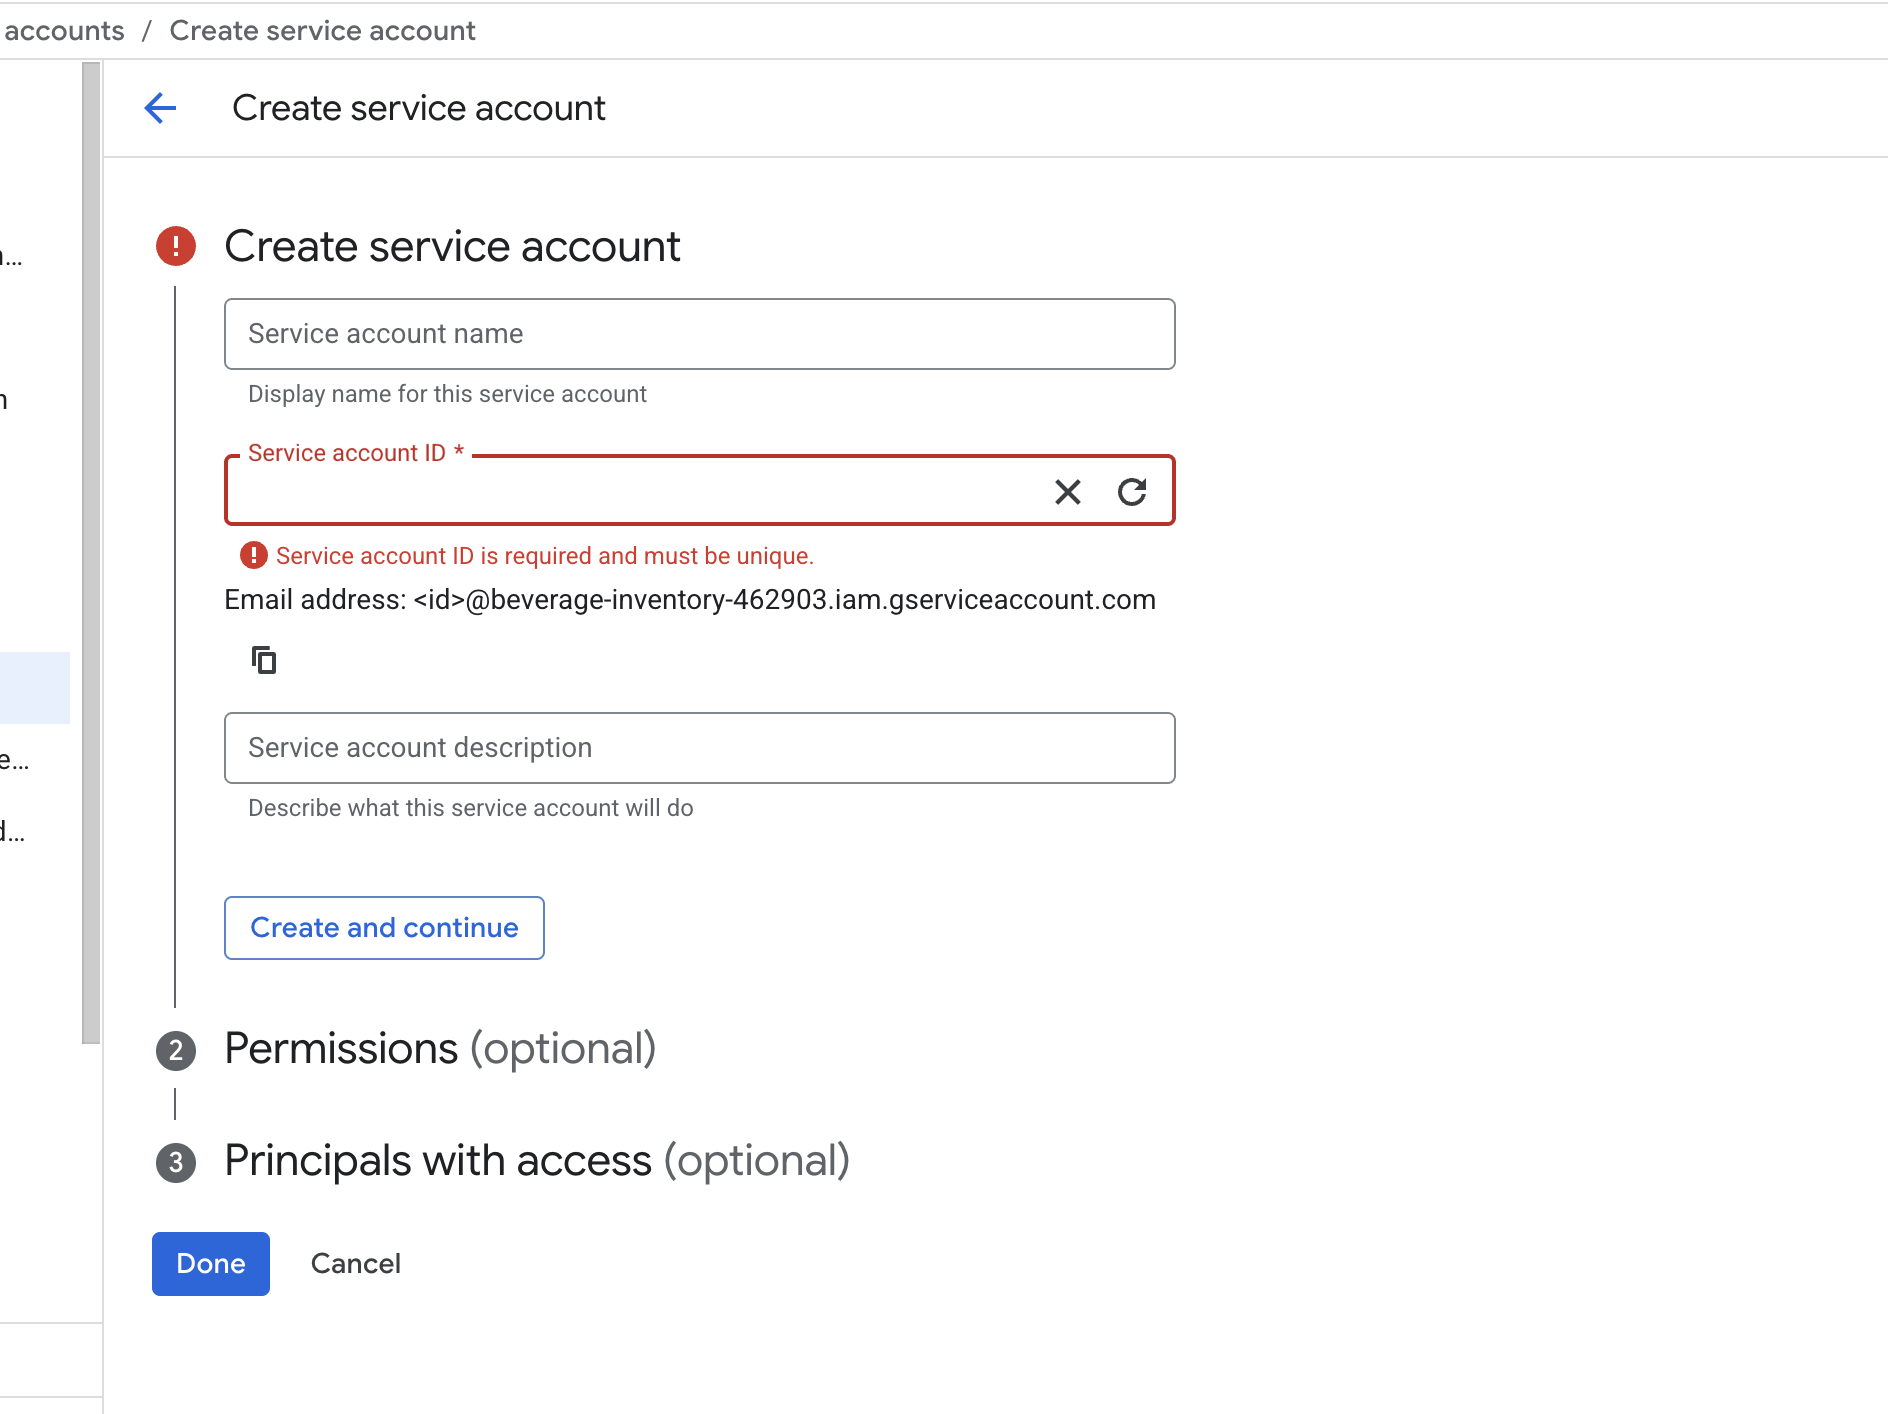 accounts / Create service account
Create service account
Create service account
Service account name
Display name for this service account
Service account ID *
Service account ID is required and must be unique.
Email address: <id>@beverage-inventory-462903.iam.gserviceaccount.com
Service account description
Describe what this service account will do
Create and continue
2 Permissions (optional)
3 Principals with access (optional)
Done Cancel